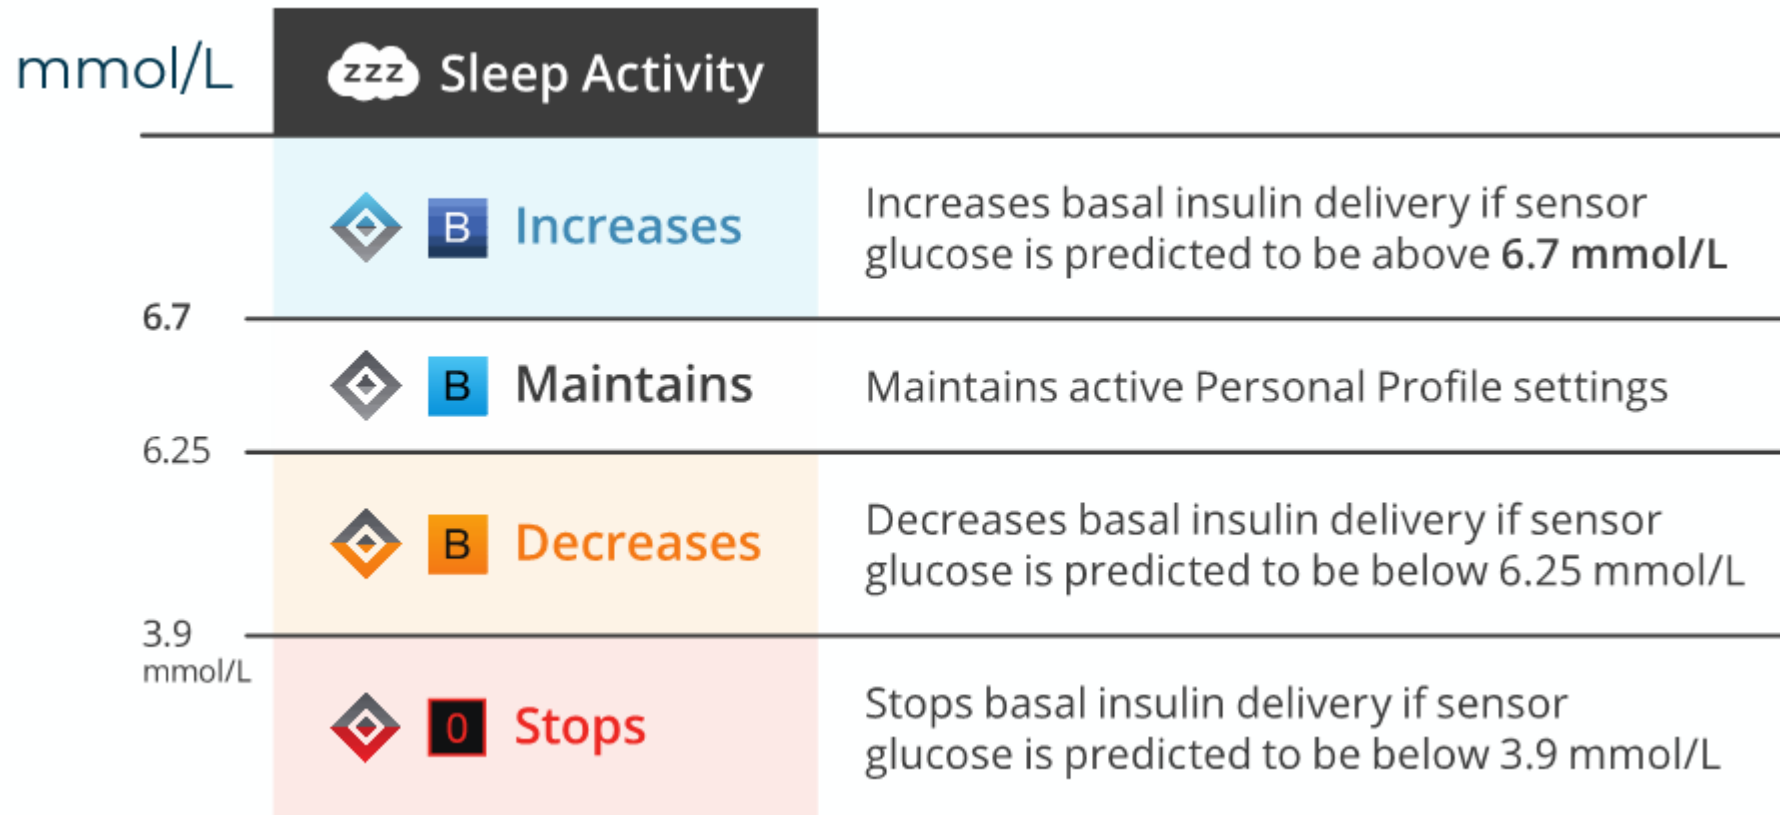 mmol/L
zzz Sleep Activity
B Increases
Increases basal insulin delivery if sensor
glucose is predicted to be above 6.7 mmol/L
6.7
B Maintains
Maintains active Personal Profile settings
6.25
B Decreases
Decreases basal insulin delivery if sensor
glucose is predicted to be below 6.25 mmol/L
3.9
mmol/L
0 Stops
Stops basal insulin delivery if sensor
glucose is predicted to be below 3.9 mmol/L